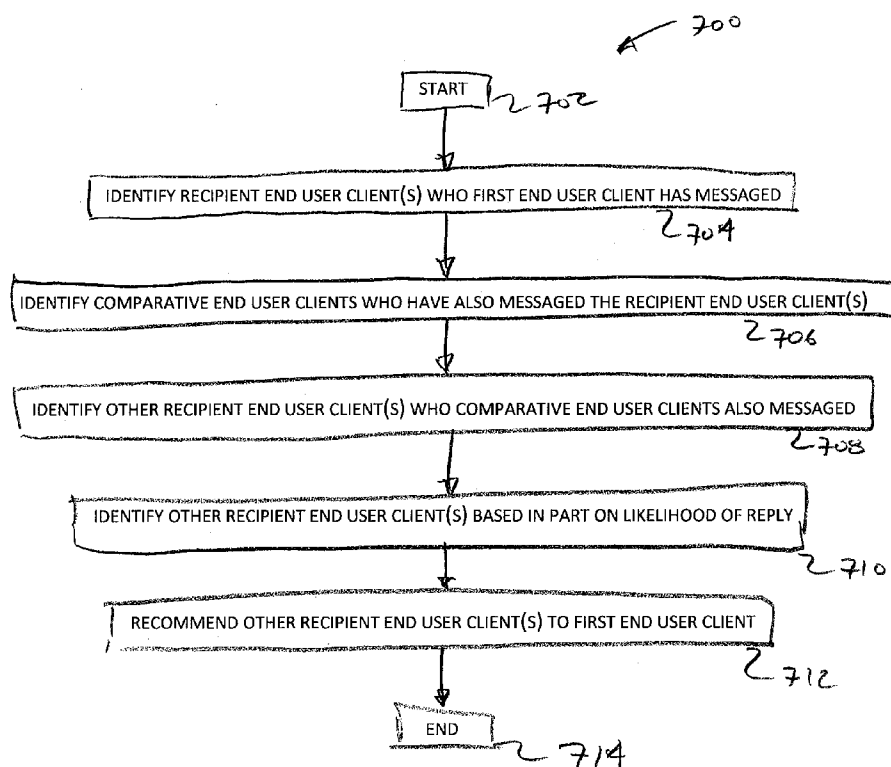 700
START
702
IDENTIFY RECIPIENT END USER CLIENT(S) WHO FIRST END USER CLIENT HAS MESSAGED
704
IDENTIFY COMPARATIVE END USER CLIENTS WHO HAVE ALSO MESSAGED THE RECIPIENT END USER CLIENT(S)
706
IDENTIFY OTHER RECIPIENT END USER CLIENT(S) WHO COMPARATIVE END USER CLIENTS ALSO MESSAGED
708
IDENTIFY OTHER RECIPIENT END USER CLIENT(S) BASED IN PART ON LIKELIHOOD OF REPLY
710
RECOMMEND OTHER RECIPIENT END USER CLIENT(S) TO FIRST END USER CLIENT
712
END
714